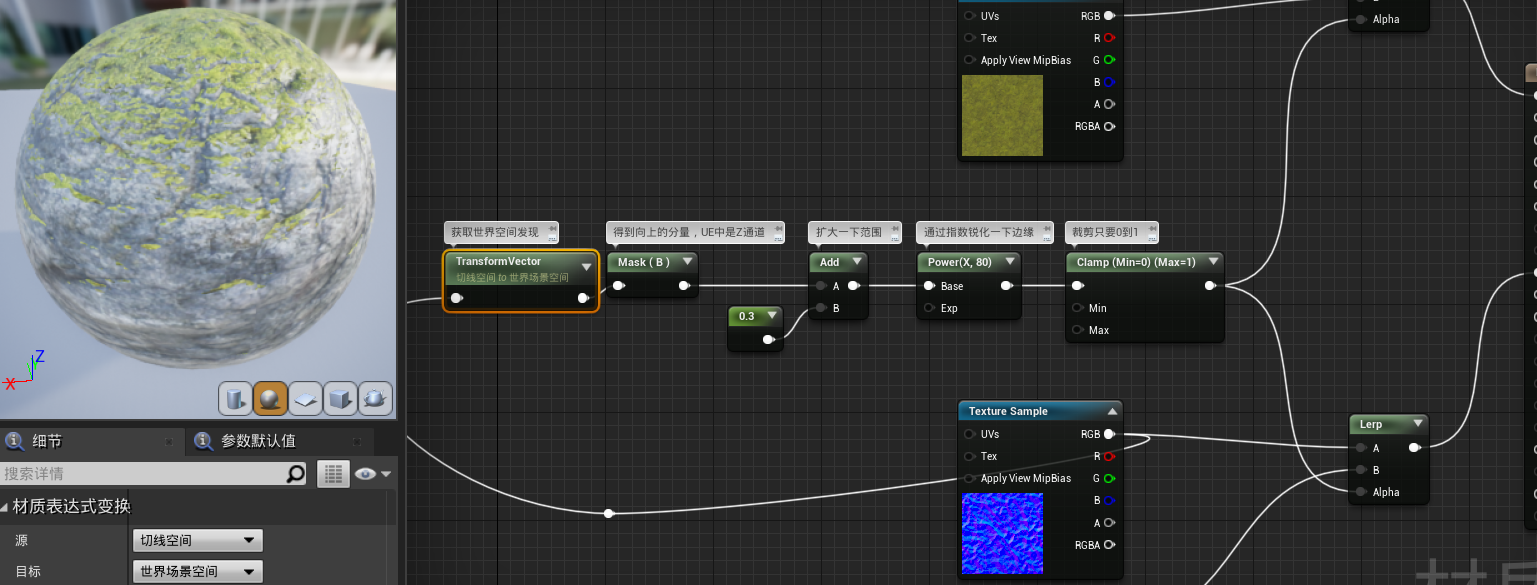 UVs
RGB
Tex
R
Apply View MipBias
G
B
A
RGBA
Alpha
获取世界空间发现
得到向上的分量，UE中是Z通道
扩大一下范围
通过指数锐化一下边缘
裁剪只要0到1
TransformVector
切线空间 to 世界场景空间
Mask ( B )
Add
A
B
0.3
Power(X, 80)
Base
Exp
Clamp (Min=0) (Max=1)
Min
Max
Z
X
Texture Sample
UVs
RGB
Tex
R
Apply View MipBias
G
B
A
RGBA
Lerp
A
B
Alpha
细节
参数默认值
搜索详情
材质表达式变换
源
切线空间
目标
世界场景空间